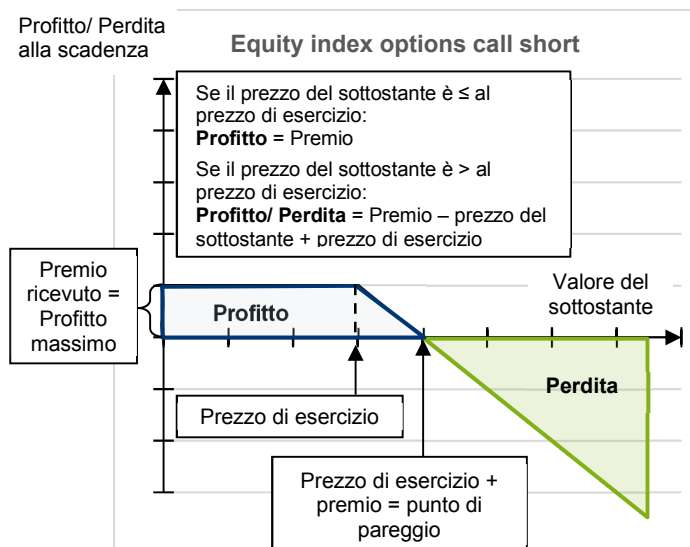 Profitto/ Perdita
alla scadenza
Equity index options call short
Se il prezzo del sottostante è ≤ al
prezzo di esercizio:
Profitto = Premio
Se il prezzo del sottostante è > al
prezzo di esercizio:
Profitto/ Perdita = Premio – prezzo del
sottostante + prezzo di esercizio
Premio
ricevuto =
Profitto
massimo
Profitto
Valore del
sottostante
Perdita
Prezzo di esercizio
Prezzo di esercizio +
premio = punto di
pareggio